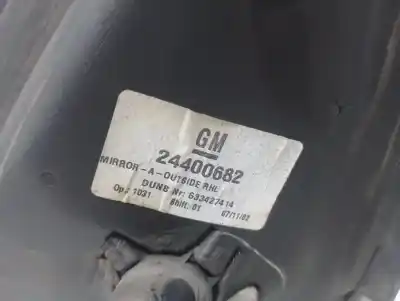 GM
24400682
MIRROR-A-OUTSIDE RHL
DUNS Nr: 633427414
Op.: 1031 Shift: 01 07/11/02